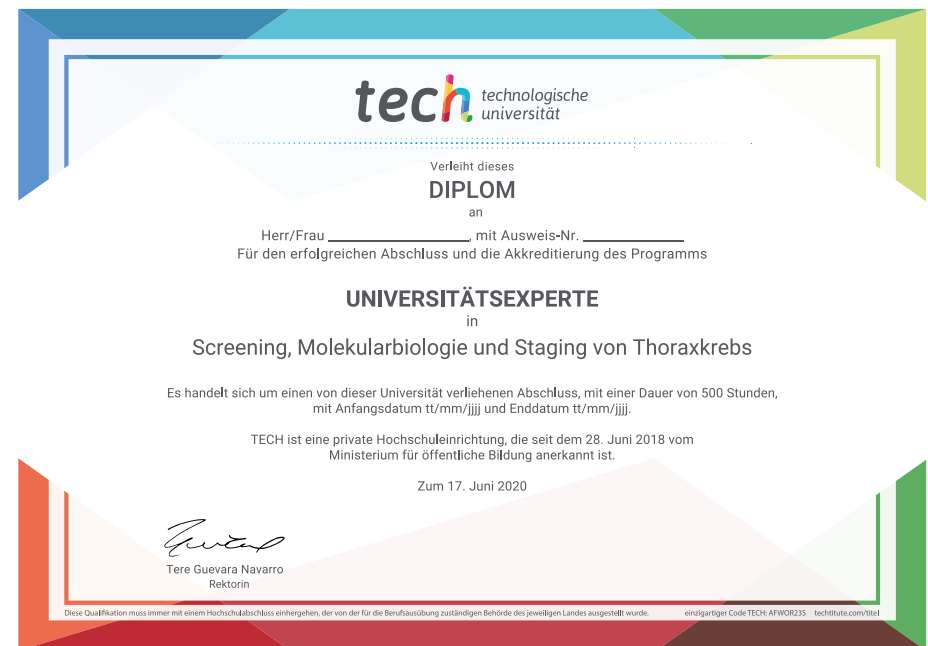 tech technologische
universität
Verleiht dieses
DIPLOM
an
Herr/Frau ____________________, mit Ausweis-Nr. ______________
Für den erfolgreichen Abschluss und die Akkreditierung des Programms
UNIVERSITÄTSEXPERTE
in
Screening, Molekularbiologie und Staging von Thoraxkrebs
Es handelt sich um einen von dieser Universität verliehenen Abschluss, mit einer Dauer von 500 Stunden,
mit Anfangsdatum tt/mm/jjjj und Enddatum tt/mm/jjjj.
TECH ist eine private Hochschuleinrichtung, die seit dem 28. Juni 2018 vom
Ministerium für öffentliche Bildung anerkannt ist.
Zum 17. Juni 2020
Tere Guevara Navarro
Rektorin
Diese Qualifikation muss immer mit einem Hochschulabschluss einhergehen, der von der für die Berufsausübung zuständigen Behörde des jeweiligen Landes ausgestellt wurde. einzigartiger Code TECH: AFWOR23S techtitute.com/titel